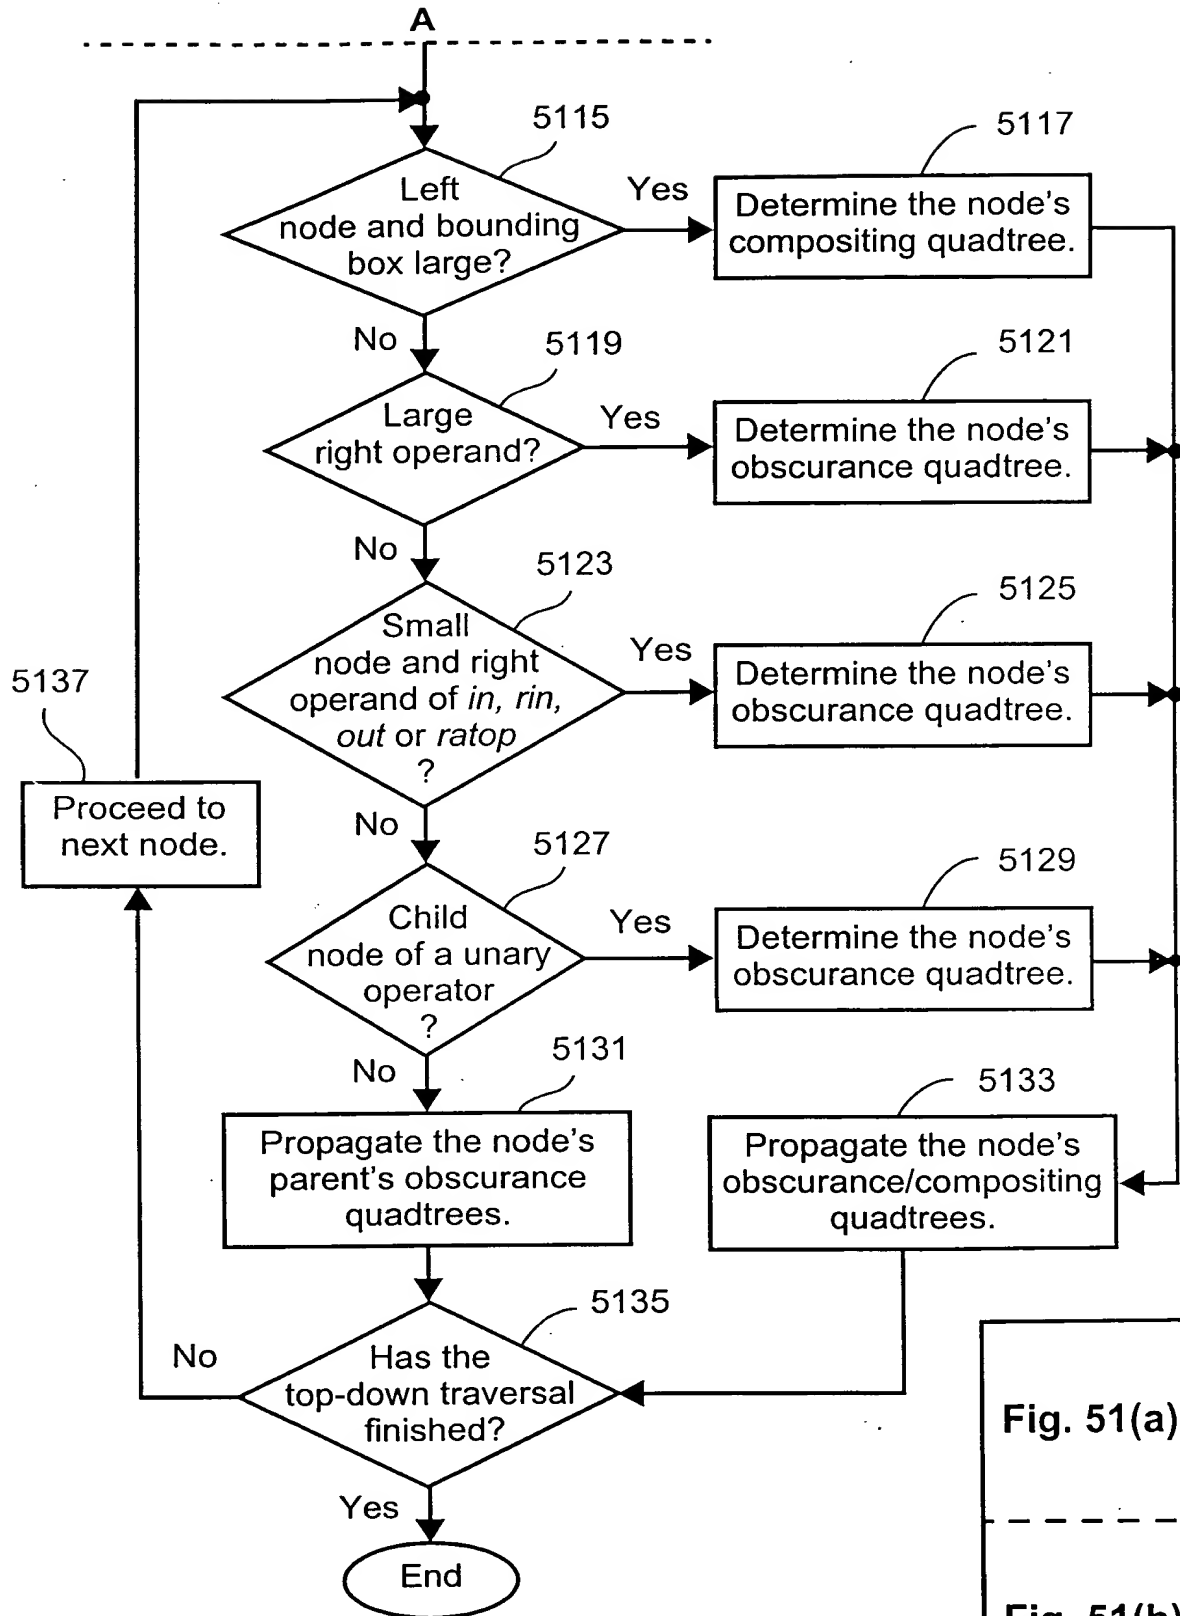 A
5115
5117
Left
node and bounding
box large?
Yes
Determine the node's
compositing quadtree.
No
5119
5121
Large
right operand?
Yes
Determine the node's
obscurance quadtree.
No
5123
5125
Small
node and right
operand of in, rin,
out or ratop
?
Yes
Determine the node's
obscurance quadtree.
5137
Proceed to
next node.
No
5127
5129
Child
node of a unary
operator
?
Yes
Determine the node's
obscurance quadtree.
No
5131
5133
Propagate the node's
parent's obscurance
quadtrees.
Propagate the node's
obscurance/compositing
quadtrees.
5135
No
Has the
top-down traversal
finished?
Yes
End
Fig. 51(a)
Fig. 51(b)